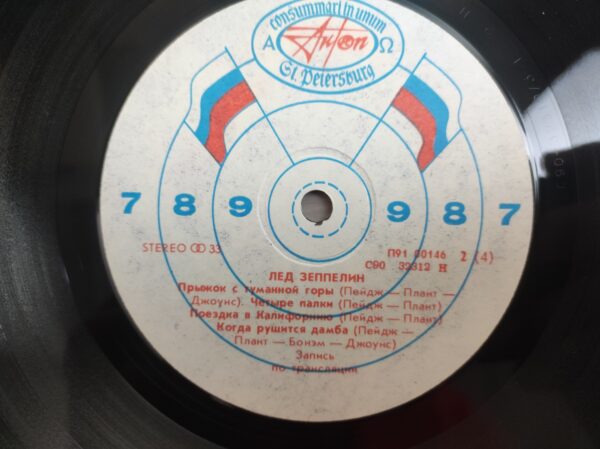 consummari in unum
Α Антоп Ω
St. Petersburg
7 8 9 9 8 7
STEREO 33
П91 00146 2 (4)
С90 32312 Н
ЛЕД ЗЕППЕЛИН
Прыжок с туманной горы (Пейдж — Плант —
Джоунс). Четыре палки (Пейдж — Плант)
Поездка в Калифорнию (Пейдж — Плант)
Когда рушится дамба (Пейдж —
Плант — Бонэм — Джоунс)
Запись
по трансляции